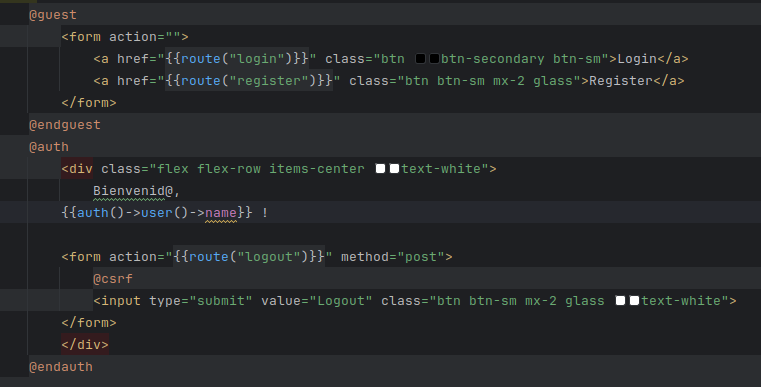 @guest
<form action="">
<a href="{{route("login")}}" class="btn btn-secondary btn-sm">Login</a>
<a href="{{route("register")}}" class="btn btn-sm mx-2 glass">Register</a>
</form>
@endguest
@auth
<div class="flex flex-row items-center text-white">
Bienvenid@,
{{auth()->user()->name}} !
<form action="{{route("logout")}}" method="post">
@csrf
<input type="submit" value="Logout" class="btn btn-sm mx-2 glass text-white">
</form>
</div>
@endauth